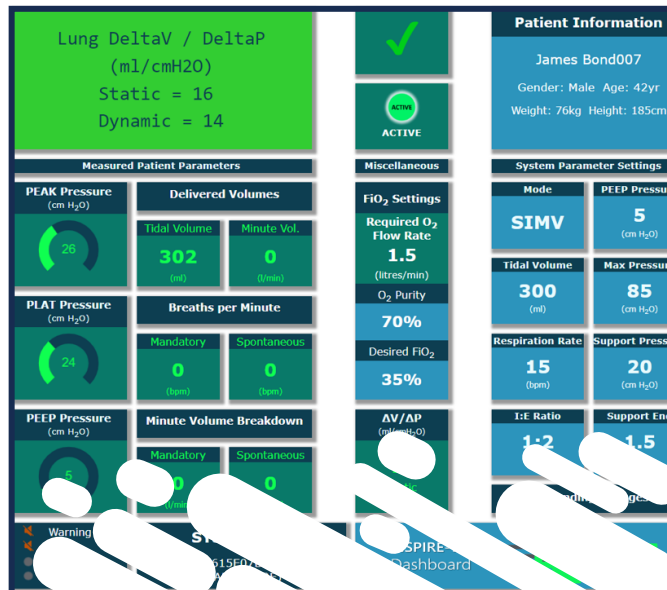 Lung DeltaV / DeltaP
(ml/cmH2O)
Static = 16
Dynamic = 14
ACTIVE
ACTIVE
Patient Information
James Bond007
Gender: Male Age: 42yr
Weight: 76kg Height: 185cm
Measured Patient Parameters
Miscellaneous
System Parameter Settings
PEAK Pressure
(cm H₂O)
26
Delivered Volumes
Tidal Volume
302
(ml)
Minute Vol.
0
(l/min)
PLAT Pressure
(cm H₂O)
24
Breaths per Minute
Mandatory
0
(bpm)
Spontaneous
0
(bpm)
PEEP Pressure
(cm H₂O)
5
Minute Volume Breakdown
Mandatory
0
Spontaneous
0
FiO₂ Settings
Required O₂
Flow Rate
1.5
(litres/min)
O₂ Purity
70%
Desired FiO₂
35%
ΔV/ΔP
Mode
SIMV
PEEP Pressu
5
(cm H₂O)
Tidal Volume
300
(ml)
Max Pressur
85
(cm H₂O)
Respiration Rate
15
(bpm)
Support Press
20
(cm H₂O)
I:E Ratio
1:2
Support En
1.5
Warning
Dashboard